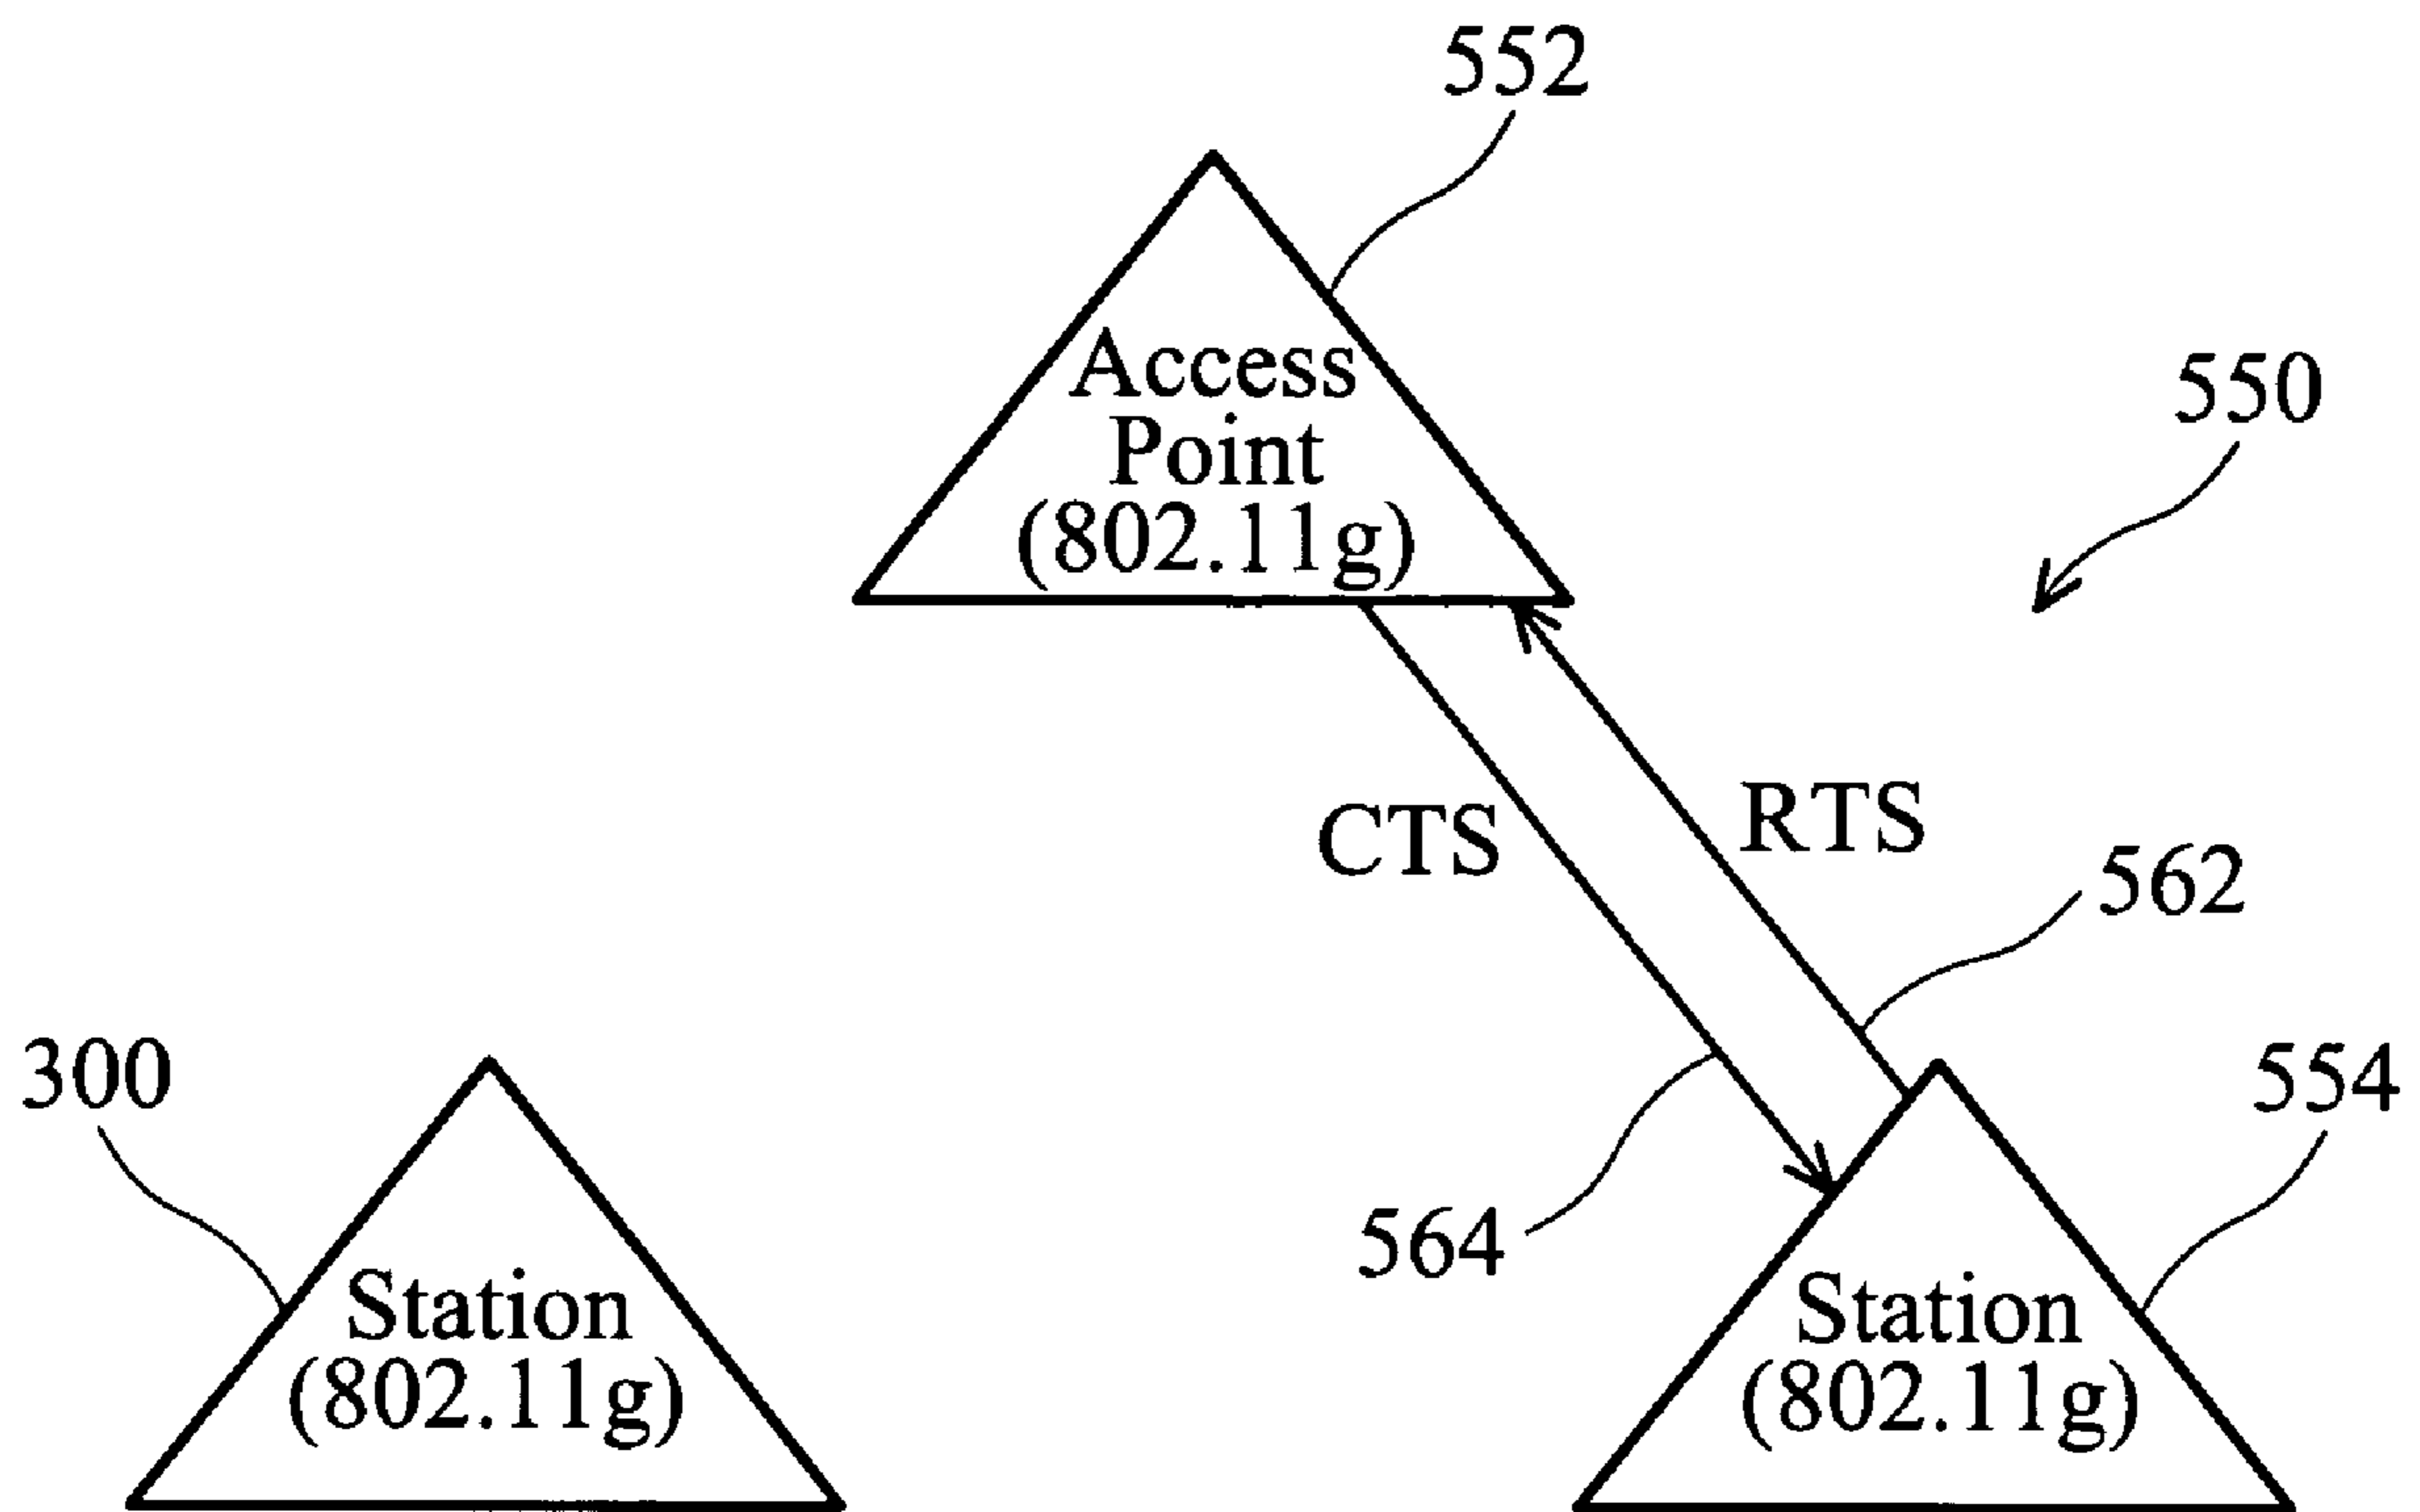 552
Access
Point
(802.11g)
550
CTS
RTS
562
300
554
564
Station
(802.11g)
Station
(802.11g)